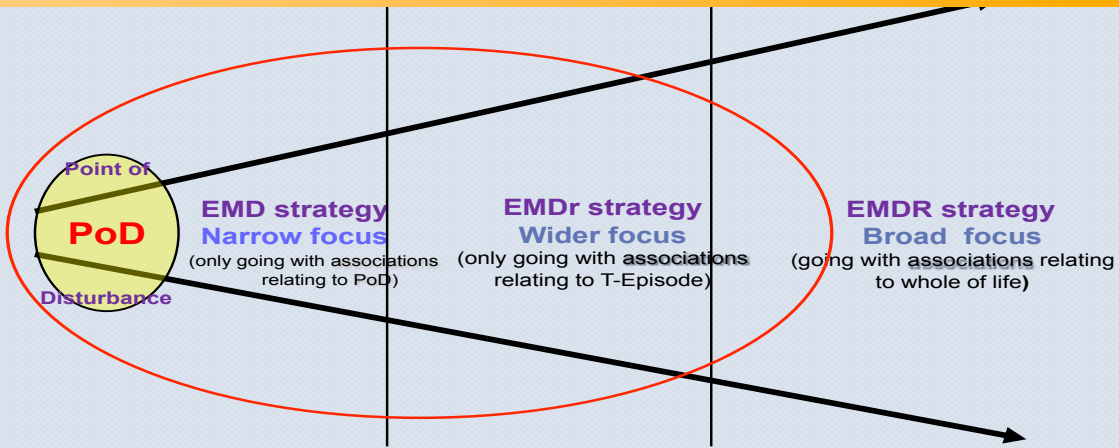 Point of
PoD
Disturbance
EMD strategy
Narrow focus
(only going with associations
relating to PoD)
EMDr strategy
Wider focus
(only going with associations
relating to T-Episode)
EMDR strategy
Broad focus
(going with associations relating
to whole of life)